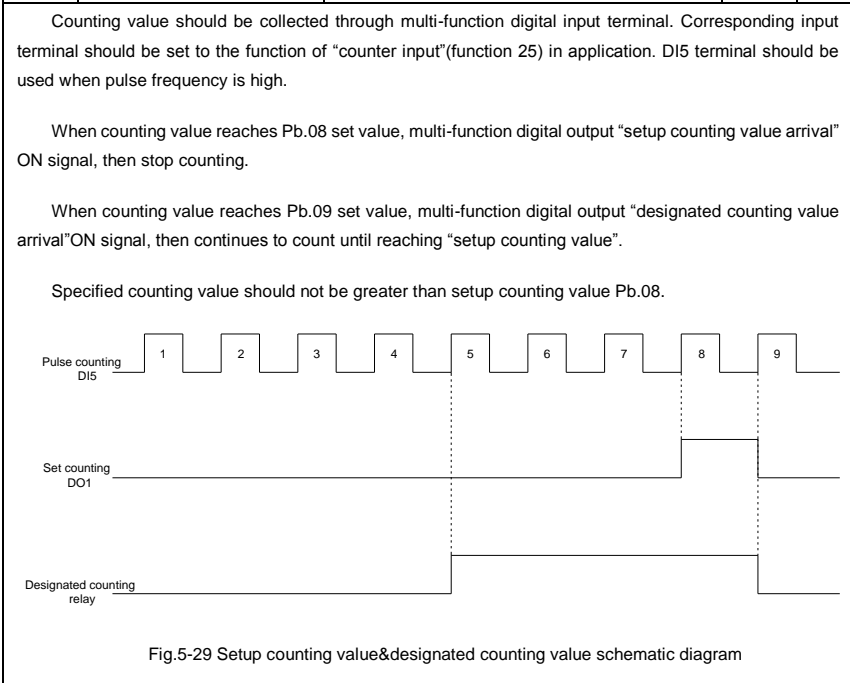 Counting value should be collected through multi-function digital input terminal. Corresponding input
terminal should be set to the function of “counter input”(function 25) in application. DI5 terminal should be
used when pulse frequency is high.
When counting value reaches Pb.08 set value, multi-function digital output “setup counting value arrival”
ON signal, then stop counting.
When counting value reaches Pb.09 set value, multi-function digital output “designated counting value
arrival”ON signal, then continues to count until reaching “setup counting value”.
Specified counting value should not be greater than setup counting value Pb.08.
Pulse counting
DI5
1 2 3 4 5 6 7 8 9
Set counting
DO1
Designated counting
relay
Fig.5-29 Setup counting value&designated counting value schematic diagram